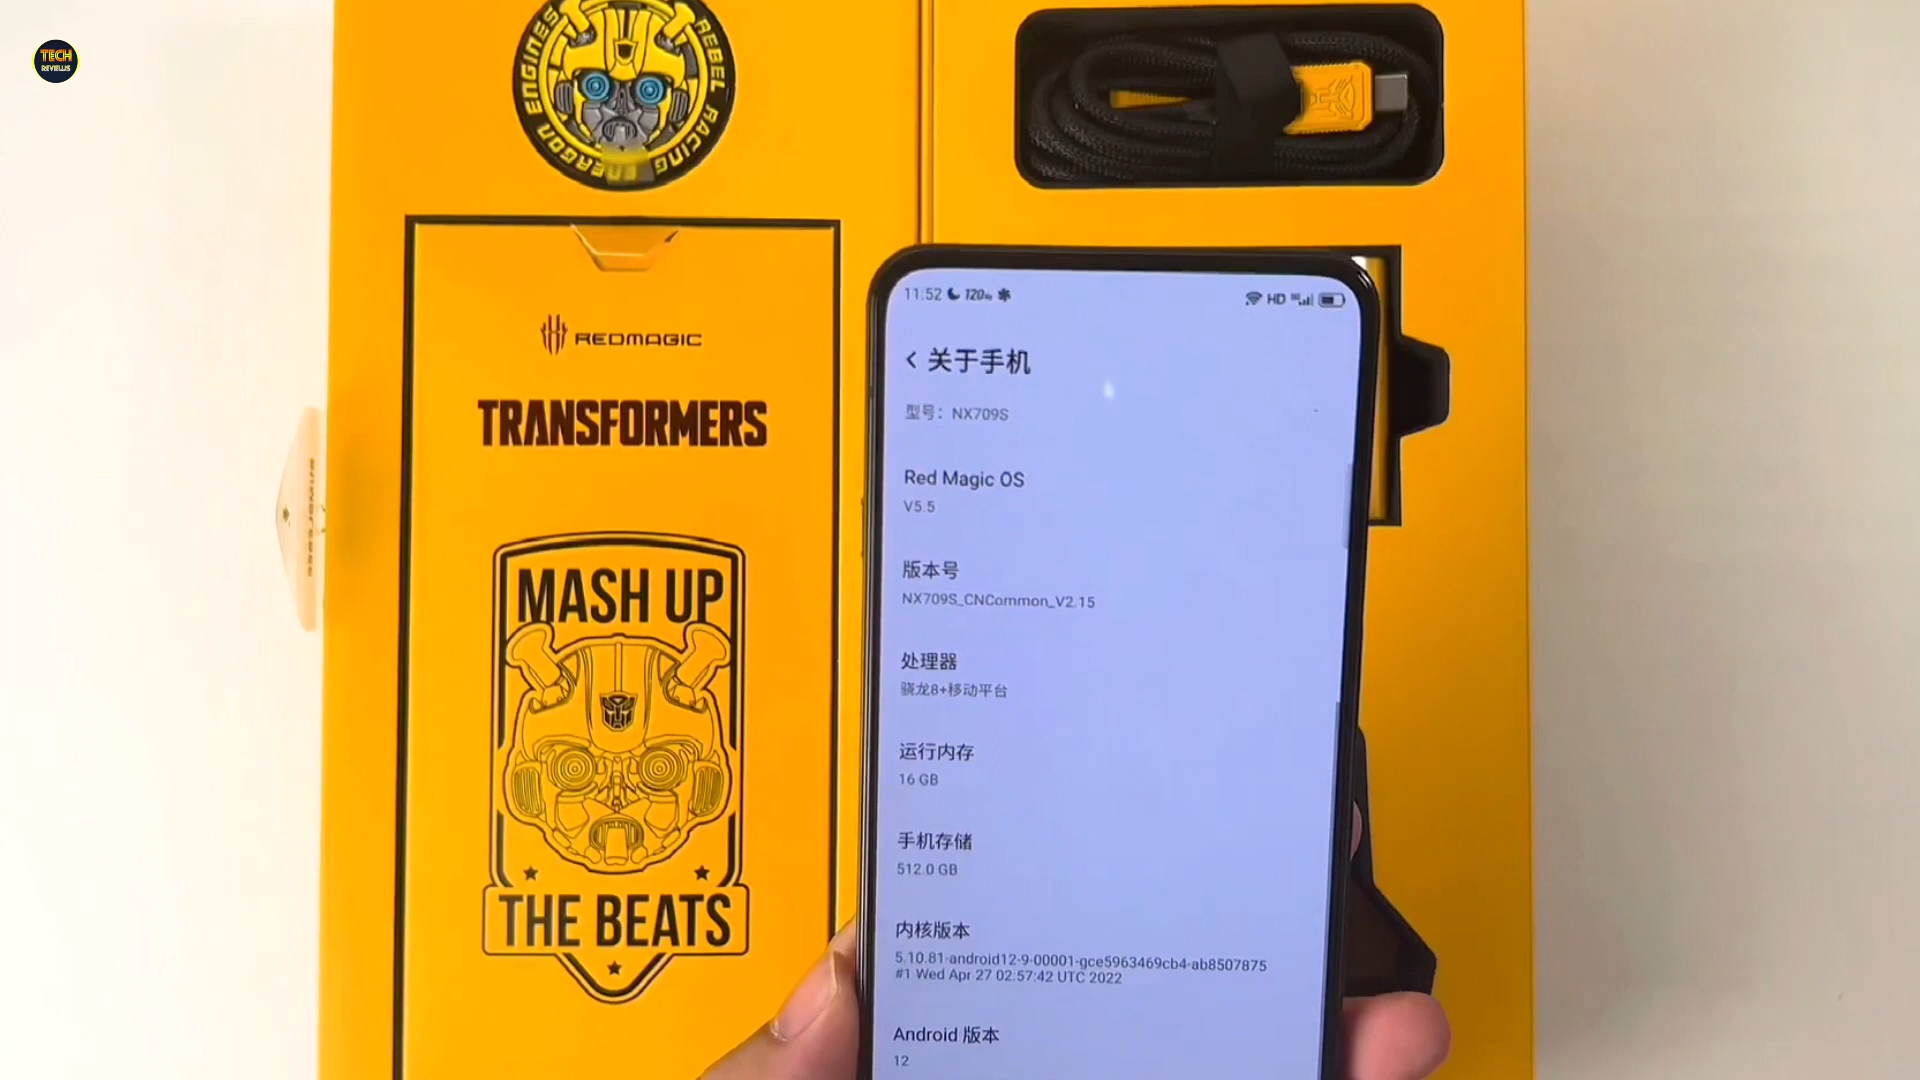 TECH
REVIEWS
ENERGON ENGINES
REBEL RACING
REDMAGIC
TRANSFORMERS
MASH UP
THE BEATS
11:52 120Hz
HD
关于手机
型号：NX709S
Red Magic OS
V5.5
版本号
NX709S_CNCommon_V2.15
处理器
骁龙8+移动平台
运行内存
16 GB
手机存储
512.0 GB
内核版本
5.10.81-android12-9-00001-gce5963469cb4-ab8507875
#1 Wed Apr 27 02:57:42 UTC 2022
Android 版本
12